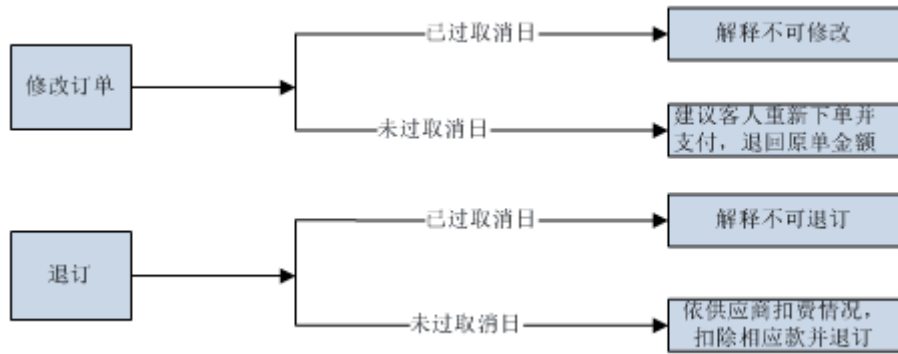 已过取消日
解释不可修改
修改订单
未过取消日
建议客人重新下单并
支付，退回原单金额
已过取消日
解释不可退订
退订
未过取消日
依供应商扣费情况，
扣除相应款并退订